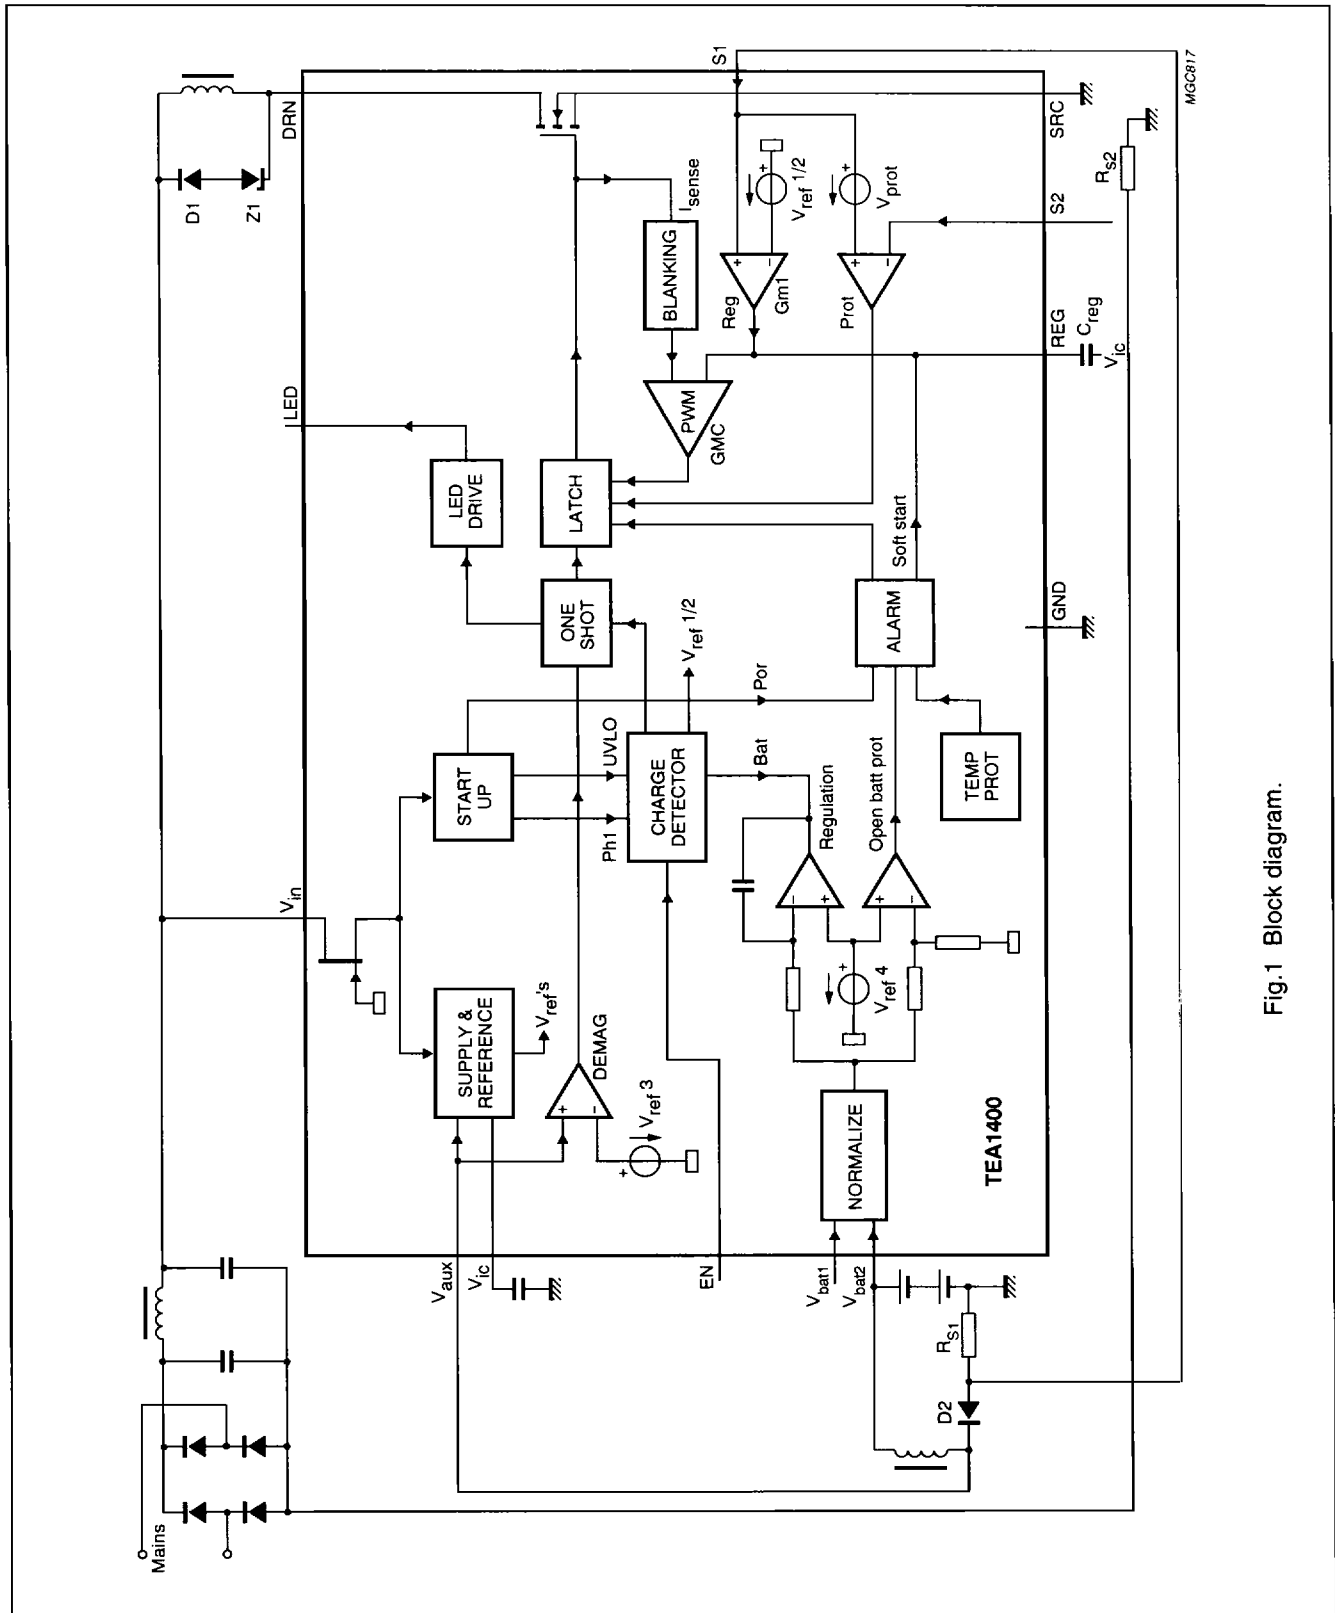 Mains
V_aux
V_ic
EN
V_bat1
V_bat2
R_S1
D2
V_in
LED
DRN
D1
Z1
SUPPLY &
REFERENCE
V_ref's
START
UP
LED
DRIVE
DEMAG
+
−
+
V_ref 3
Ph1
UVLO
CHARGE
DETECTOR
V_ref 1/2
Por
Bat
ONE
SHOT
LATCH
PWM
GMC
BLANKING
I_sense
Reg
Gm1
+
−
+
V_ref 1/2
Prot
+
−
+
V_prot
NORMALIZE
TEA1400
−
+
Regulation
+
V_ref 4
+
−
Open batt prot
TEMP
PROT
ALARM
Soft start
GND
REG
C_reg
V_ic
S1
S2
SRC
R_s2
MGC817
Fig.1 Block diagram.